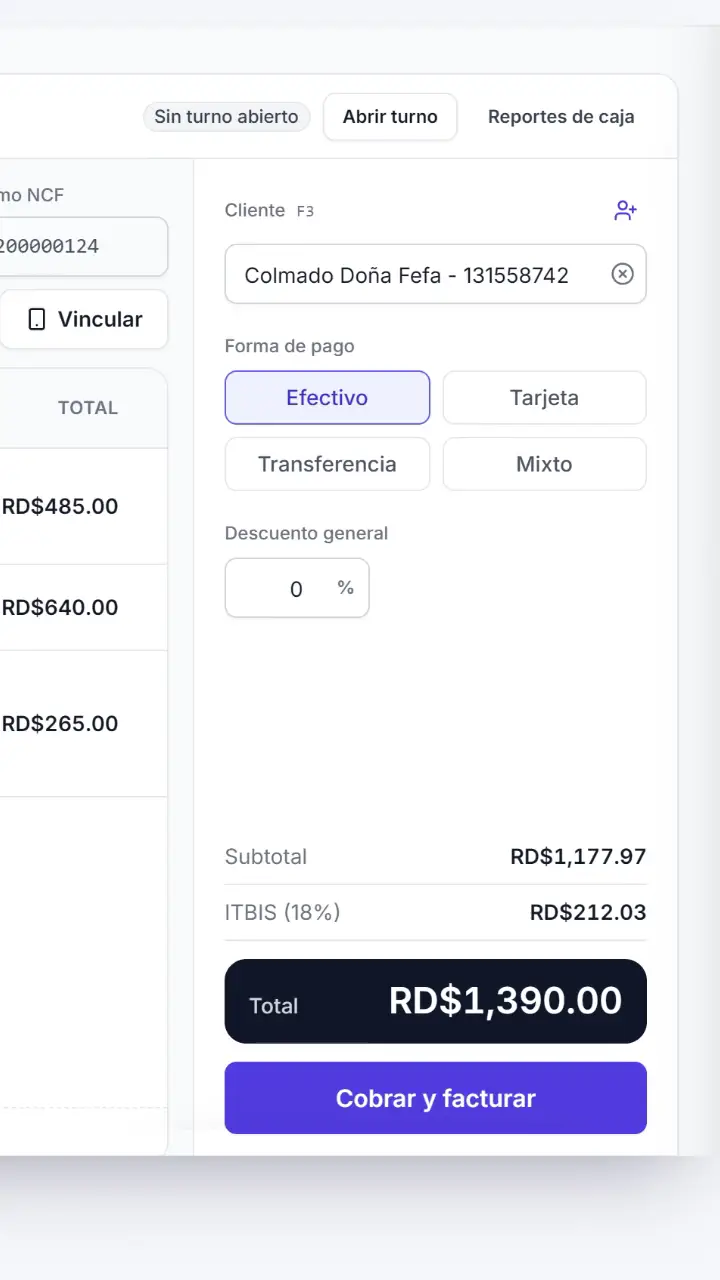 Sin turno abierto
Abrir turno
Reportes de caja
mo NCF
200000124
Vincular
TOTAL
RD$485.00
RD$640.00
RD$265.00
Cliente F3
Colmado Doña Fefa - 131558742
Forma de pago
Efectivo
Tarjeta
Transferencia
Mixto
Descuento general
0 %
Subtotal RD$1,177.97
ITBIS (18%) RD$212.03
Total RD$1,390.00
Cobrar y facturar